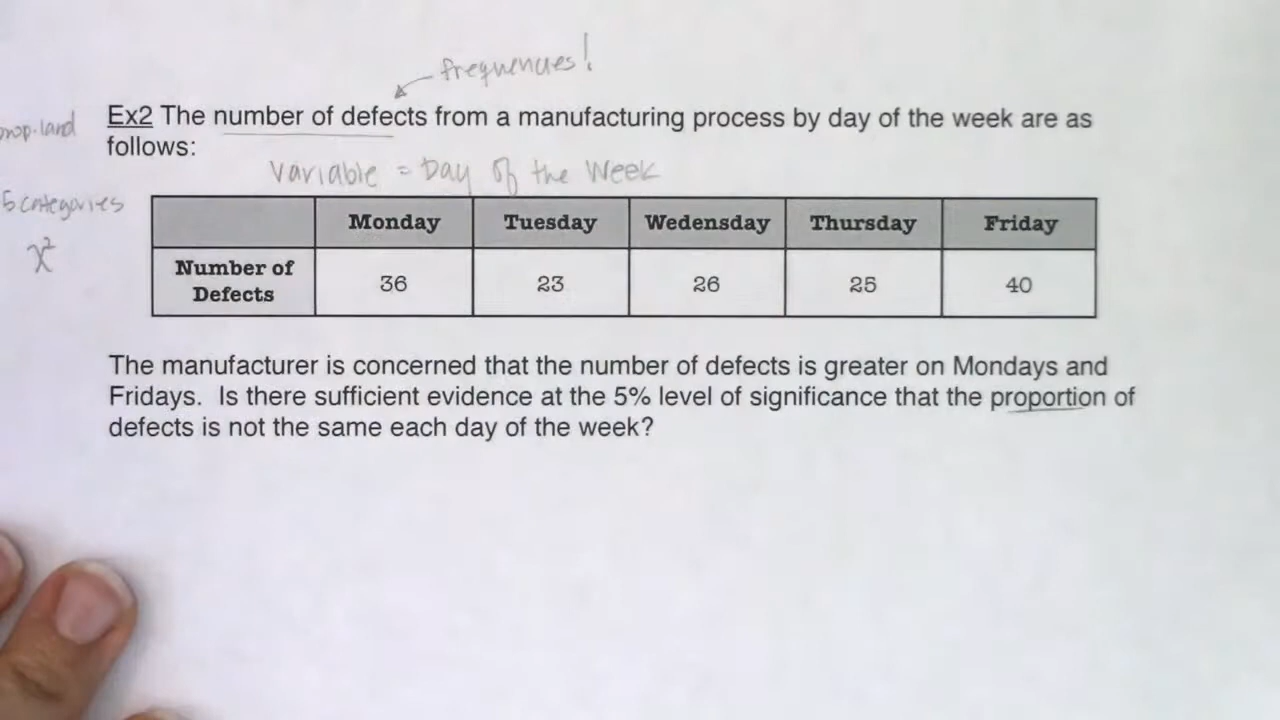 frequencies!
Ex2 The number of defects from a manufacturing process by day of the week are as
prop.land
follows:
Variable = Day of the Week
5 categories
Monday Tuesday Wedensday Thursday Friday
χ²
Number of
Defects
36 23 26 25 40
The manufacturer is concerned that the number of defects is greater on Mondays and
Fridays. Is there sufficient evidence at the 5% level of significance that the proportion of
defects is not the same each day of the week?